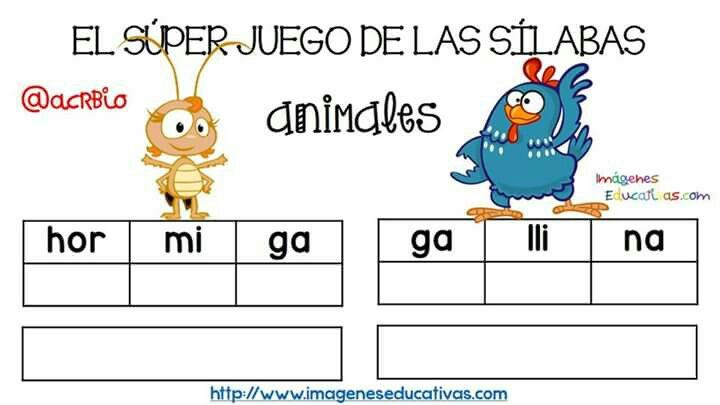 EL SÚPER JUEGO DE LAS SÍLABAS
@acrbio
animales
Imágenes
Educativas.com
hor mi ga
ga lli na
http://www.imageneseducativas.com